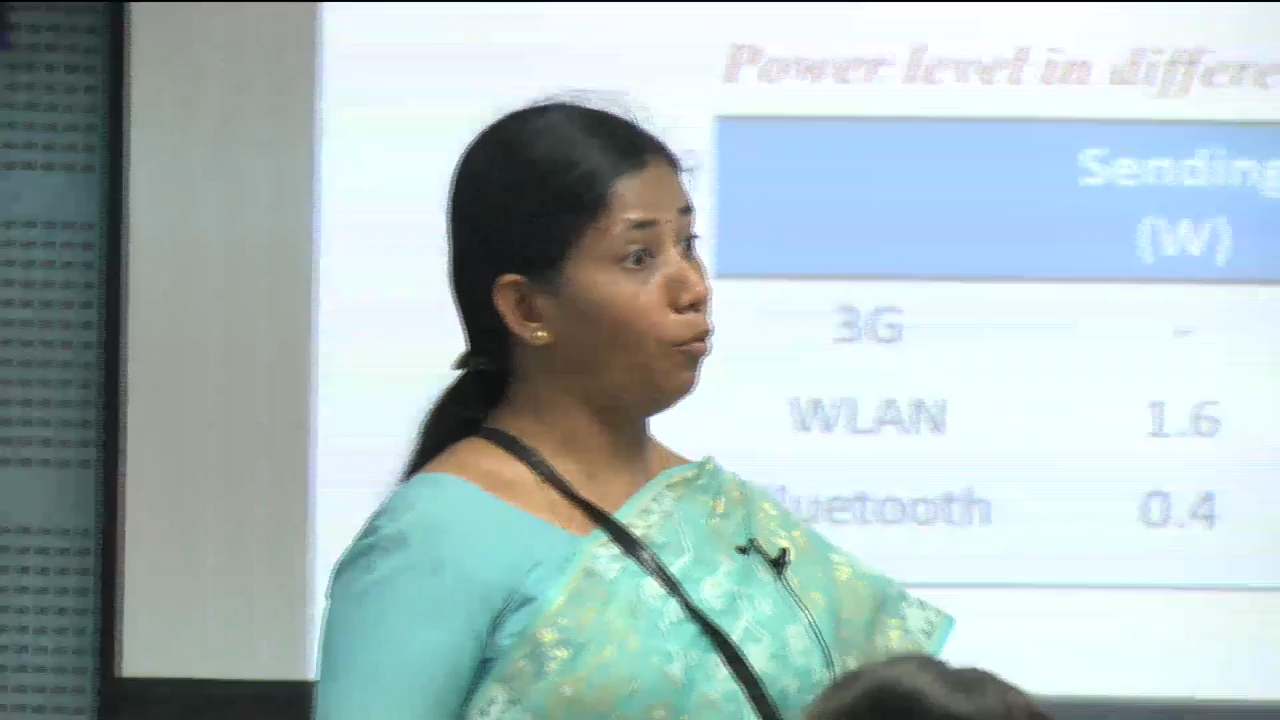 Power level in differe
Sending
(W)
3G -
WLAN 1.6
luetooth 0.4